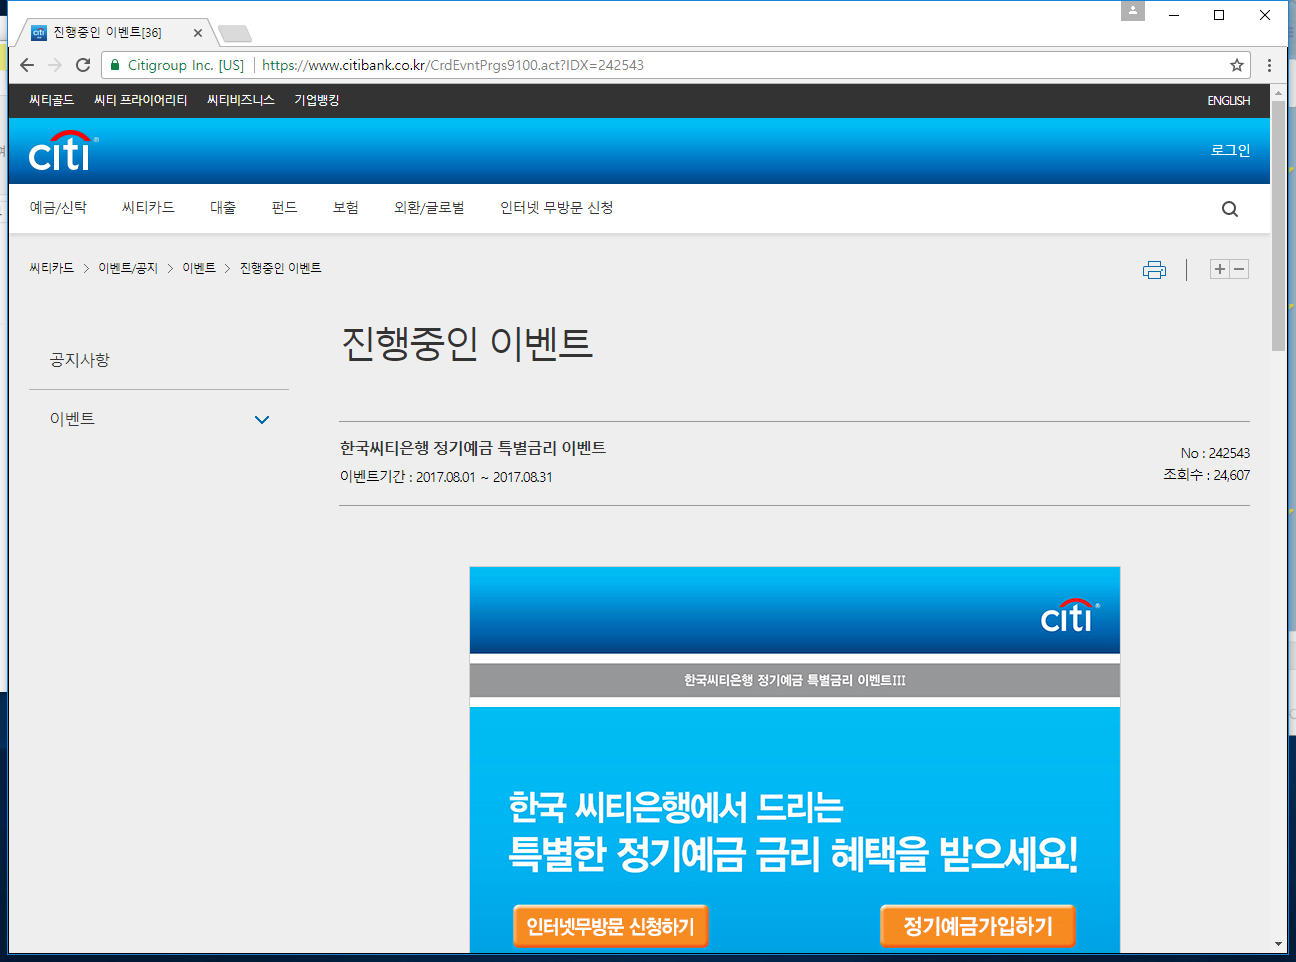 진행중인 이벤트[36]
Citigroup Inc. [US] https://www.citibank.co.kr/CrdEvntPrgs9100.act?IDX=242543
씨티골드 씨티 프라이어리티 씨티비즈니스 기업뱅킹 ENGLISH
citi 로그인
예금/신탁 씨티카드 대출 펀드 보험 외환/글로벌 인터넷 무방문 신청
씨티카드 > 이벤트/공지 > 이벤트 > 진행중인 이벤트
진행중인 이벤트
공지사항
이벤트
한국씨티은행 정기예금 특별금리 이벤트
이벤트기간 : 2017.08.01 ~ 2017.08.31
No : 242543
조회수 : 24,607
citi
한국씨티은행 정기예금 특별금리 이벤트III
한국 씨티은행에서 드리는
특별한 정기예금 금리 혜택을 받으세요!
인터넷무방문 신청하기 정기예금가입하기